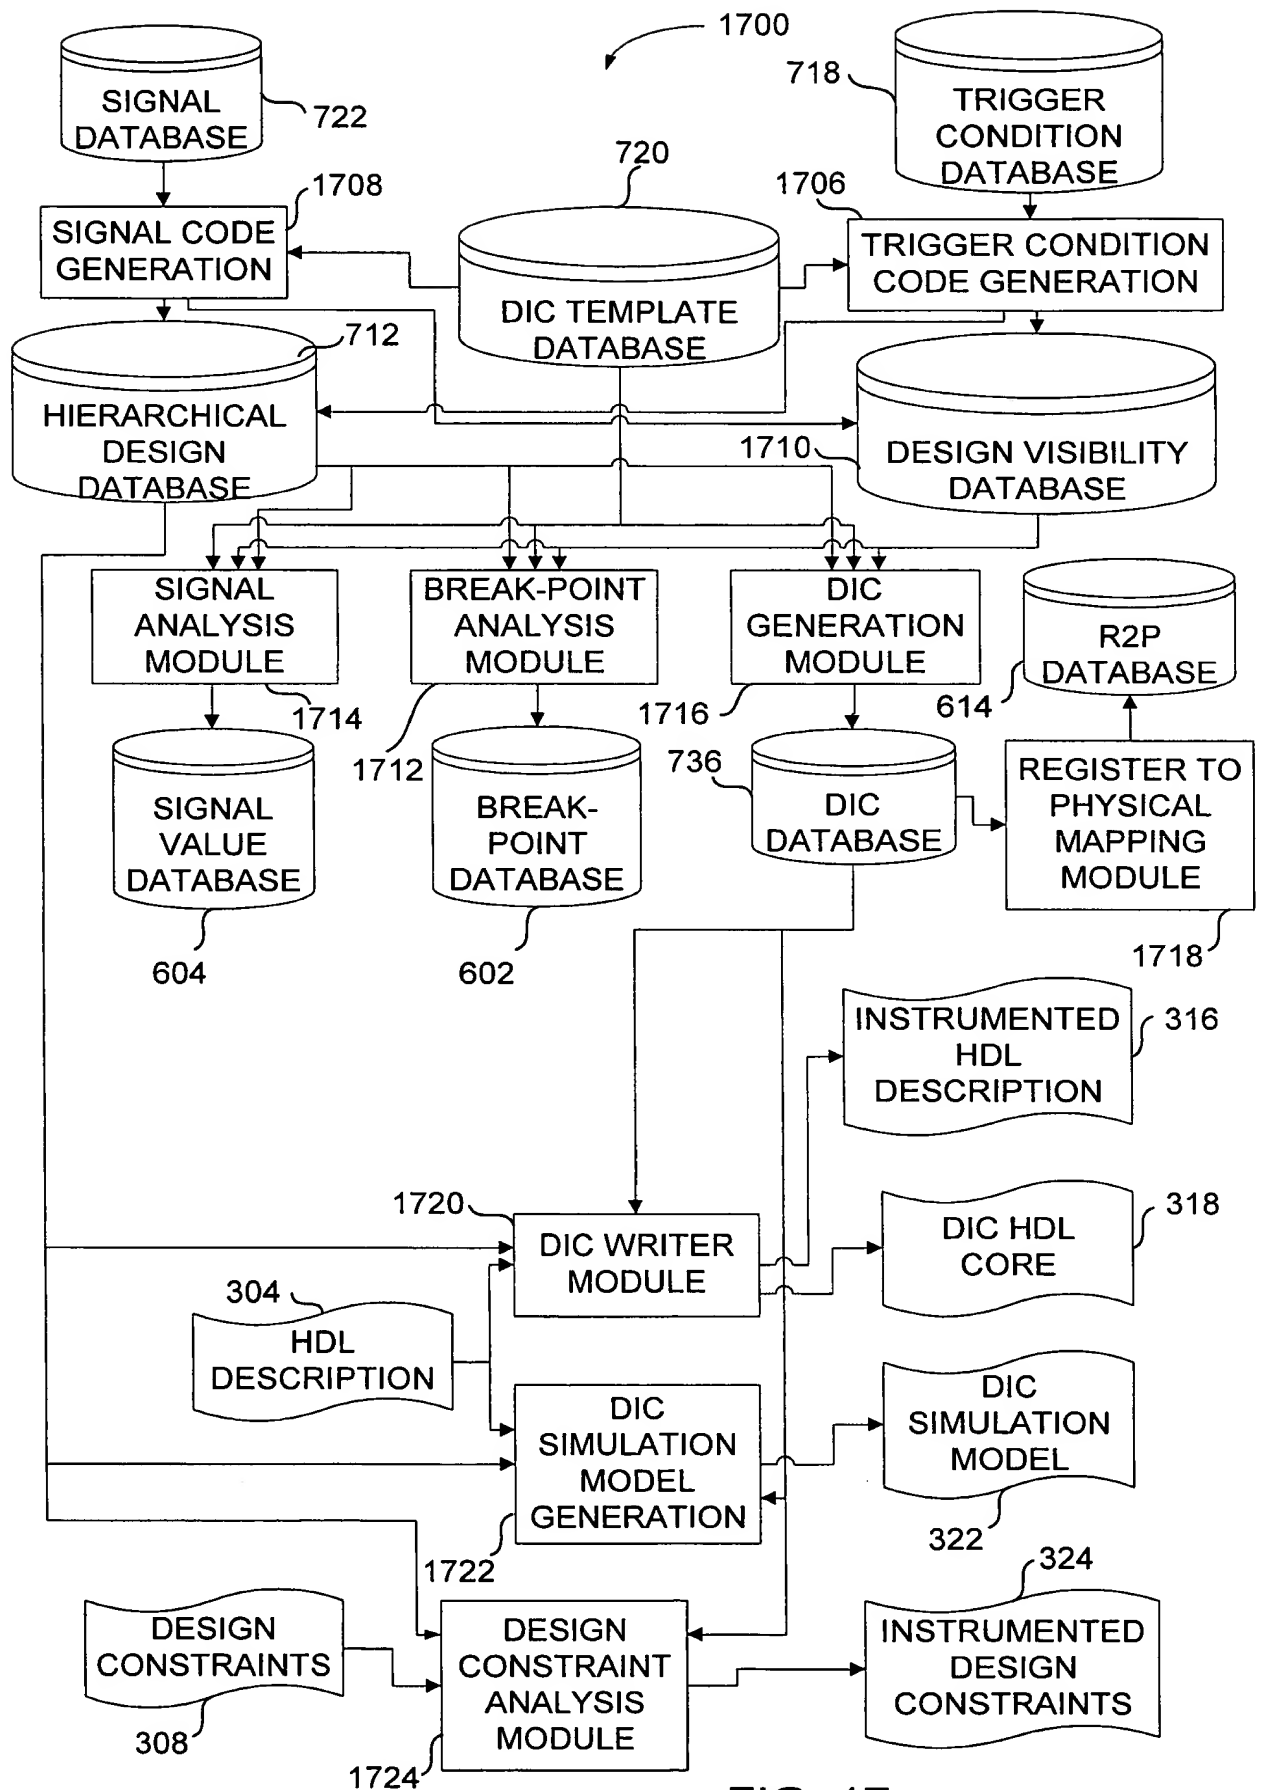 1700
SIGNAL
DATABASE
722
718
TRIGGER
CONDITION
DATABASE
720
1708
1706
SIGNAL CODE
GENERATION
TRIGGER CONDITION
CODE GENERATION
DIC TEMPLATE
DATABASE
712
HIERARCHICAL
DESIGN
DATABASE
1710
DESIGN VISIBILITY
DATABASE
SIGNAL
ANALYSIS
MODULE
BREAK-POINT
ANALYSIS
MODULE
DIC
GENERATION
MODULE
R2P
DATABASE
614
1714
1712
1716
SIGNAL
VALUE
DATABASE
BREAK-
POINT
DATABASE
736
DIC
DATABASE
REGISTER TO
PHYSICAL
MAPPING
MODULE
604
602
1718
INSTRUMENTED
HDL
DESCRIPTION
316
1720
DIC WRITER
MODULE
DIC HDL
CORE
318
304
HDL
DESCRIPTION
DIC
SIMULATION
MODEL
GENERATION
DIC
SIMULATION
MODEL
1722
322
324
DESIGN
CONSTRAINTS
DESIGN
CONSTRAINT
ANALYSIS
MODULE
INSTRUMENTED
DESIGN
CONSTRAINTS
308
1724